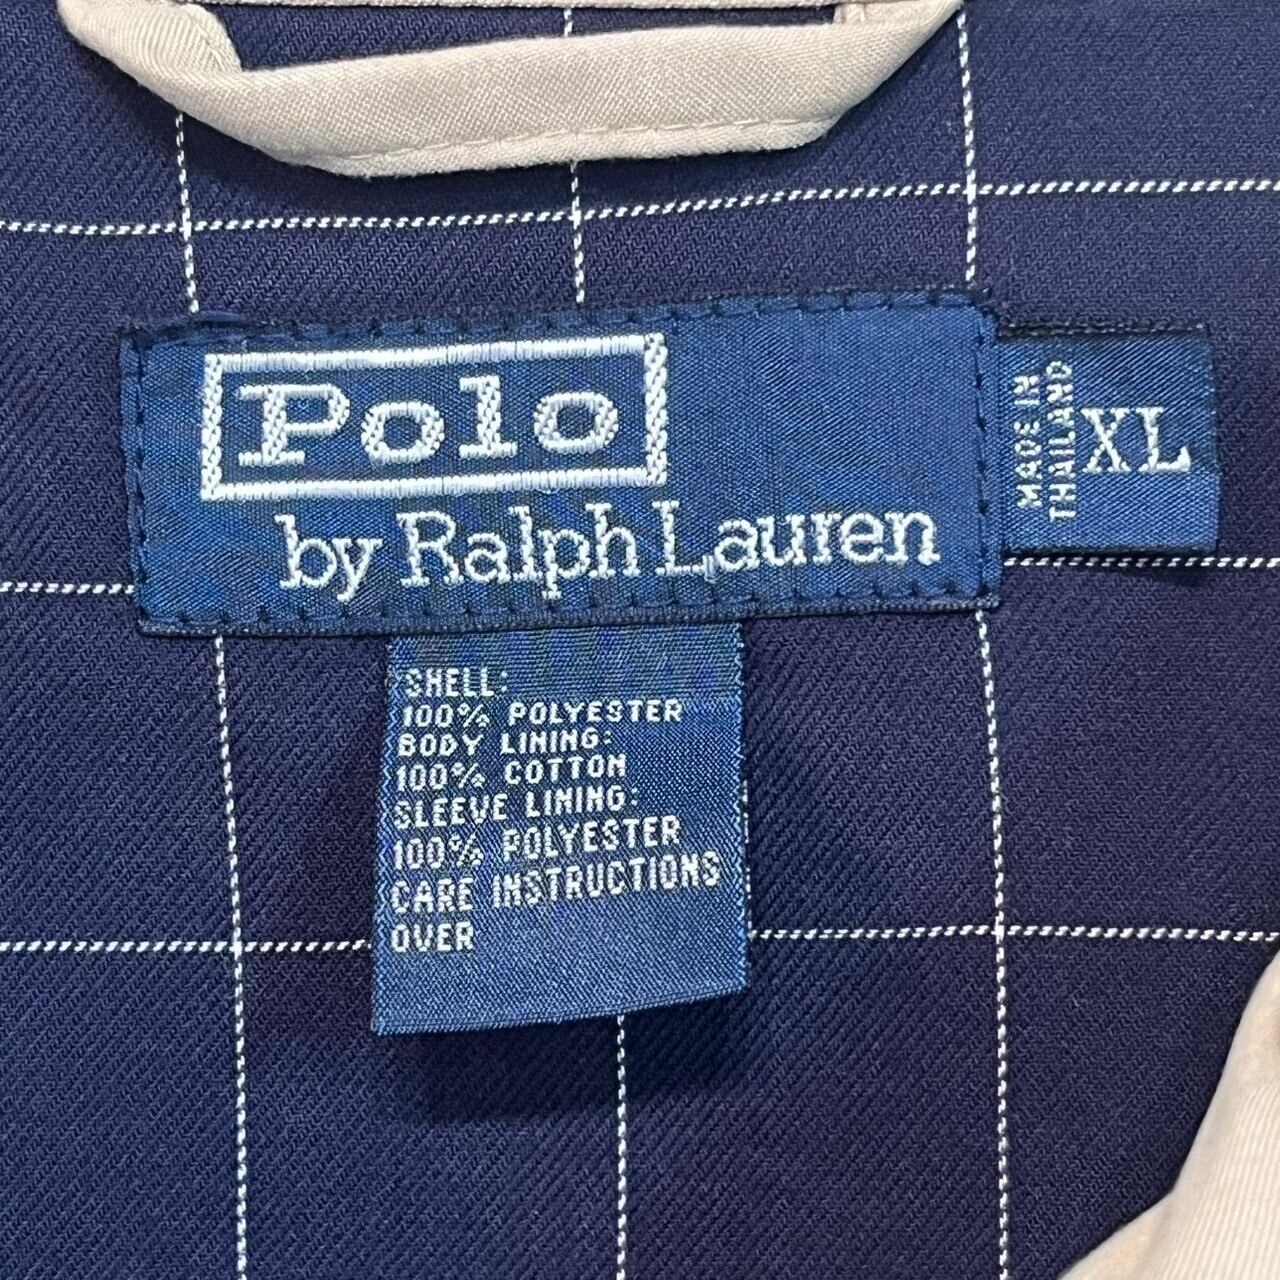 Polo
by Ralph Lauren
MADE IN
THAILAND
XL
SHELL:
100% POLYESTER
BODY LINING:
100% COTTON
SLEEVE LINING:
100% POLYESTER
CARE INSTRUCTIONS
OVER